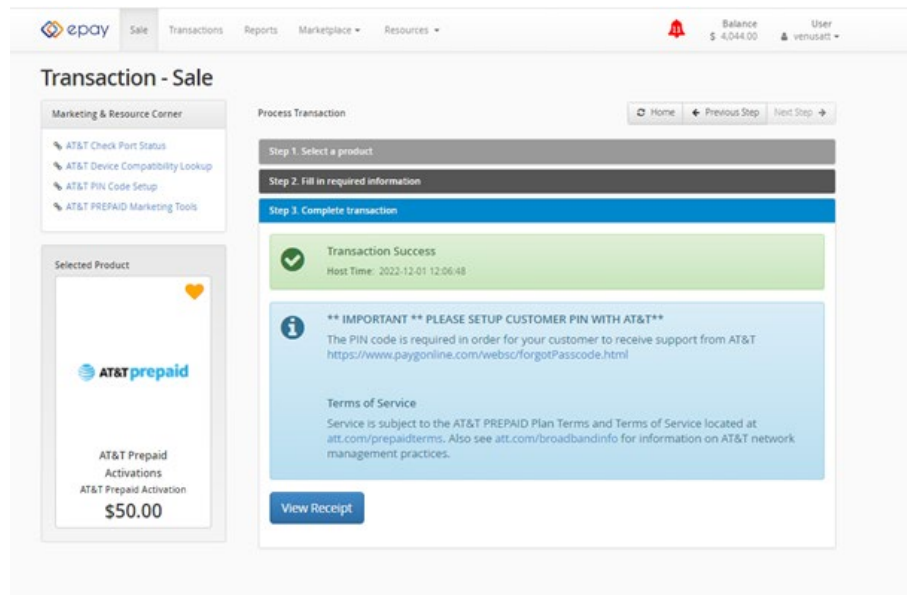 epay
Sale
Transactions
Reports
Marketplace
Resources
Balance
$ 4,044.00
User
venusatt
Transaction - Sale
Marketing & Resource Corner
AT&T Check Port Status
AT&T Device Compatibility Lookup
AT&T PIN Code Setup
AT&T PREPAID Marketing Tools
Selected Product
AT&T prepaid
AT&T Prepaid
Activations
AT&T Prepaid Activation
$50.00
Process Transaction
Home
Previous Step
Next Step
Step 1. Select a product
Step 2. Fill in required information
Step 3. Complete transaction
Transaction Success
Host Time: 2022-12-01 12:06:48
** IMPORTANT ** PLEASE SETUP CUSTOMER PIN WITH AT&T**
The PIN code is required in order for your customer to receive support from AT&T
https://www.paygonline.com/websc/forgotPasscode.html
Terms of Service
Service is subject to the AT&T PREPAID Plan Terms and Terms of Service located at
att.com/prepaidterms. Also see att.com/broadbandinfo for information on AT&T network
management practices.
View Receipt